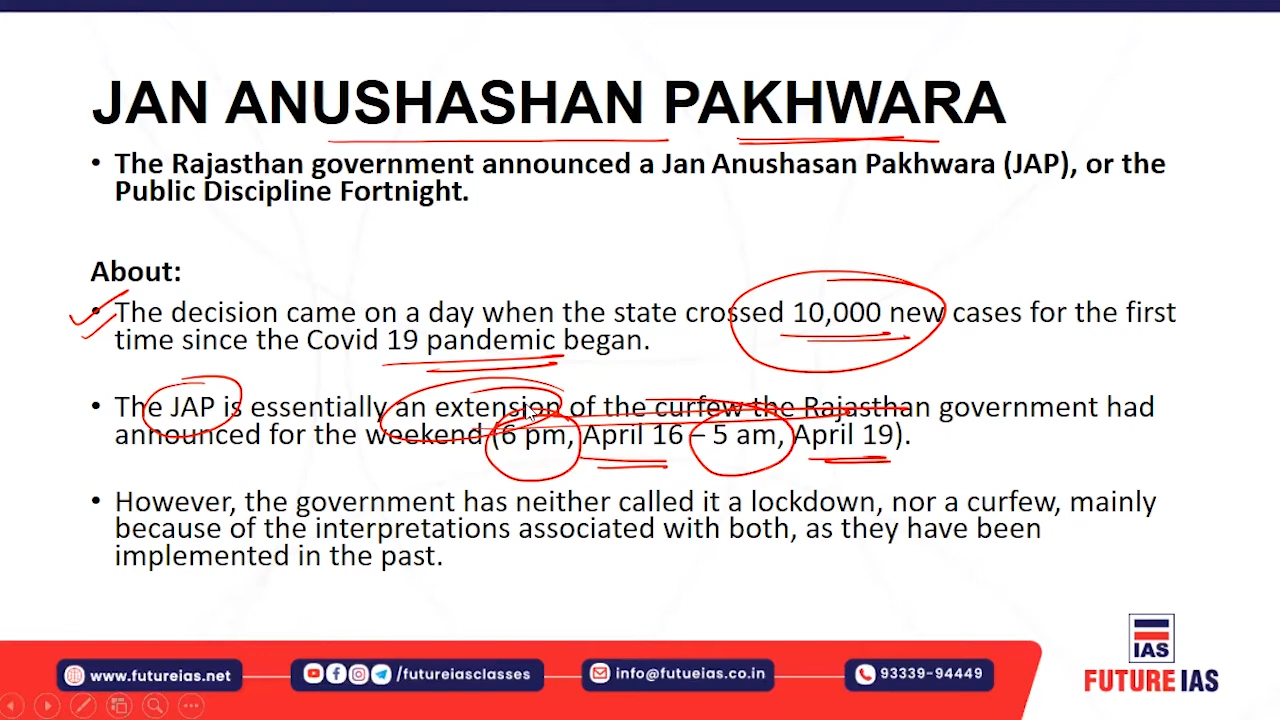 JAN ANUSHASHAN PAKHWARA
• The Rajasthan government announced a Jan Anushasan Pakhwara (JAP), or the
Public Discipline Fortnight.
About:
• The decision came on a day when the state crossed 10,000 new cases for the first
time since the Covid 19 pandemic began.
• The JAP is essentially an extension of the curfew the Rajasthan government had
announced for the weekend (6 pm, April 16 – 5 am, April 19).
• However, the government has neither called it a lockdown, nor a curfew, mainly
because of the interpretations associated with both, as they have been
implemented in the past.
www.futureias.net
/futureiasclasses
info@futueias.co.in
93339-94449
IAS
FUTURE IAS